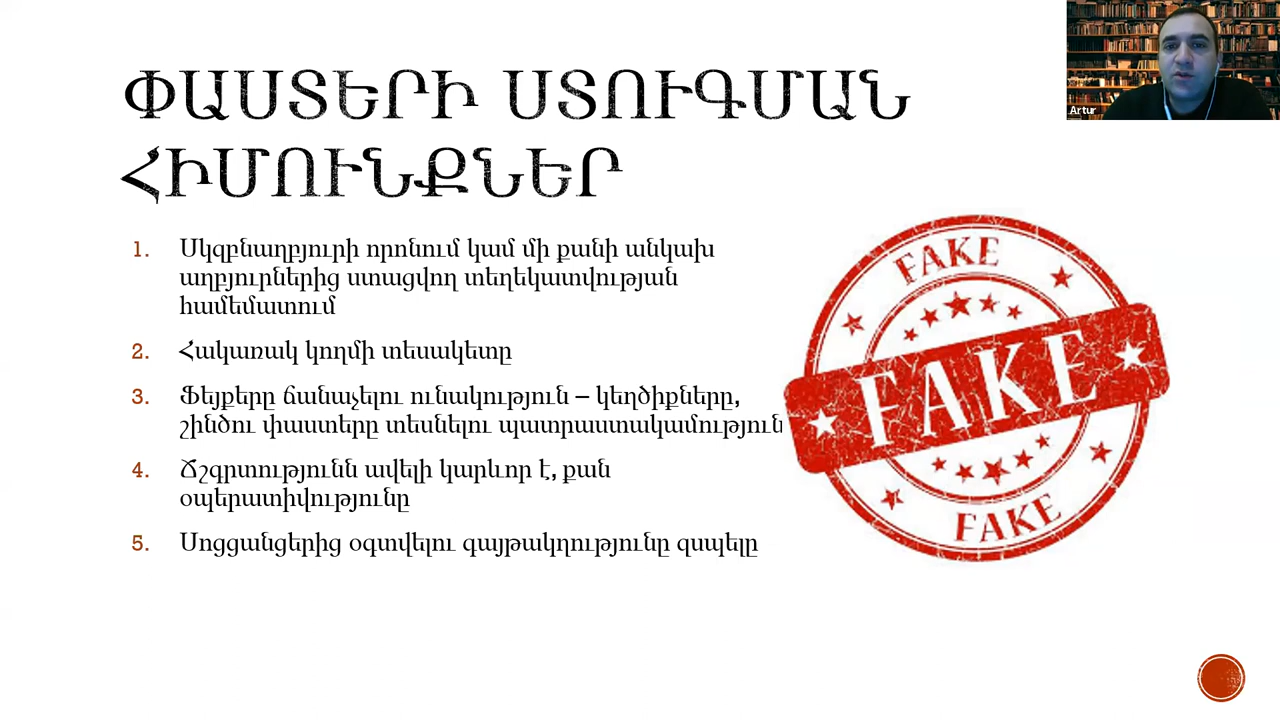 Artur
ՓԱՍՏԵՐԻ ՍՏՈՒԳՄԱՆ
ՀԻՄՈՒՆՔՆԵՐ
1. Սկզբնաղբյուրի որոնում կամ մի քանի անկախ
աղբյուրներից ստացվող տեղեկատվության
համեմատում
2. Հակառակ կողմի տեսակետը
3. Ֆեյքերը ճանաչելու ունակություն – կեղծիքները,
շինծու փաստերը տեսնելու պատրաստակամություն
4. Ճշգրտությունն ավելի կարևոր է, քան
օպերատիվությունը
5. Սոցցանցերից օգտվելու գայթակղությունը զսպելը
FAKE
FAKE
FAKE